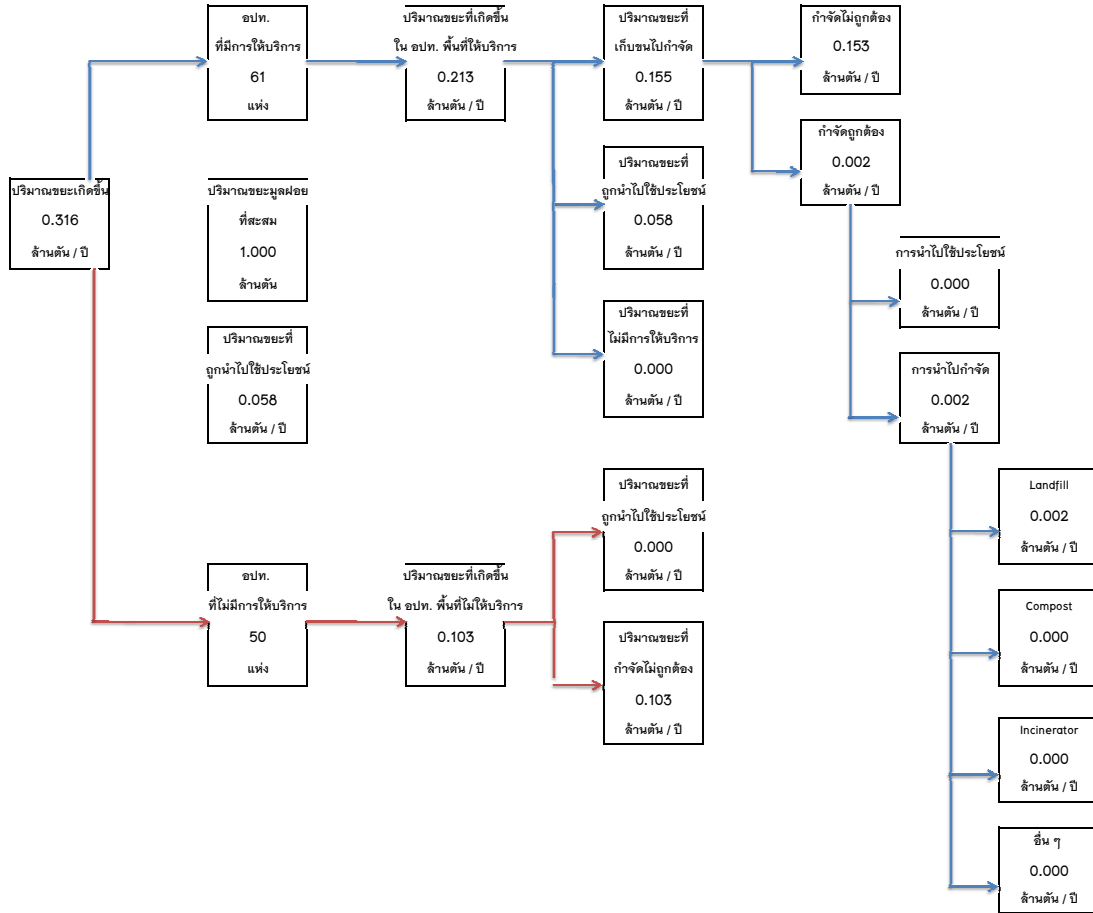 อปท.
ที่มีการให้บริการ
61
แห่ง
ปริมาณขยะที่เกิดขึ้น
ใน อปท. พื้นที่ให้บริการ
0.213
ล้านตัน / ปี
ปริมาณขยะที่
เก็บขนไปกำจัด
0.155
ล้านตัน / ปี
กำจัดไม่ถูกต้อง
0.153
ล้านตัน / ปี
กำจัดถูกต้อง
0.002
ล้านตัน / ปี
ปริมาณขยะเกิดขึ้น
0.316
ล้านตัน / ปี
ปริมาณขยะมูลฝอย
ที่สะสม
1.000
ล้านตัน
ปริมาณขยะที่
ถูกนำไปใช้ประโยชน์
0.058
ล้านตัน / ปี
การนำไปใช้ประโยชน์
0.000
ล้านตัน / ปี
ปริมาณขยะที่
ถูกนำไปใช้ประโยชน์
0.058
ล้านตัน / ปี
ปริมาณขยะที่
ไม่มีการให้บริการ
0.000
ล้านตัน / ปี
การนำไปกำจัด
0.002
ล้านตัน / ปี
ปริมาณขยะที่
ถูกนำไปใช้ประโยชน์
0.000
ล้านตัน / ปี
Landfill
0.002
ล้านตัน / ปี
อปท.
ที่ไม่มีการให้บริการ
50
แห่ง
ปริมาณขยะที่เกิดขึ้น
ใน อปท. พื้นที่ไม่ให้บริการ
0.103
ล้านตัน / ปี
ปริมาณขยะที่
กำจัดไม่ถูกต้อง
0.103
ล้านตัน / ปี
Compost
0.000
ล้านตัน / ปี
Incinerator
0.000
ล้านตัน / ปี
อื่น ๆ
0.000
ล้านตัน / ปี